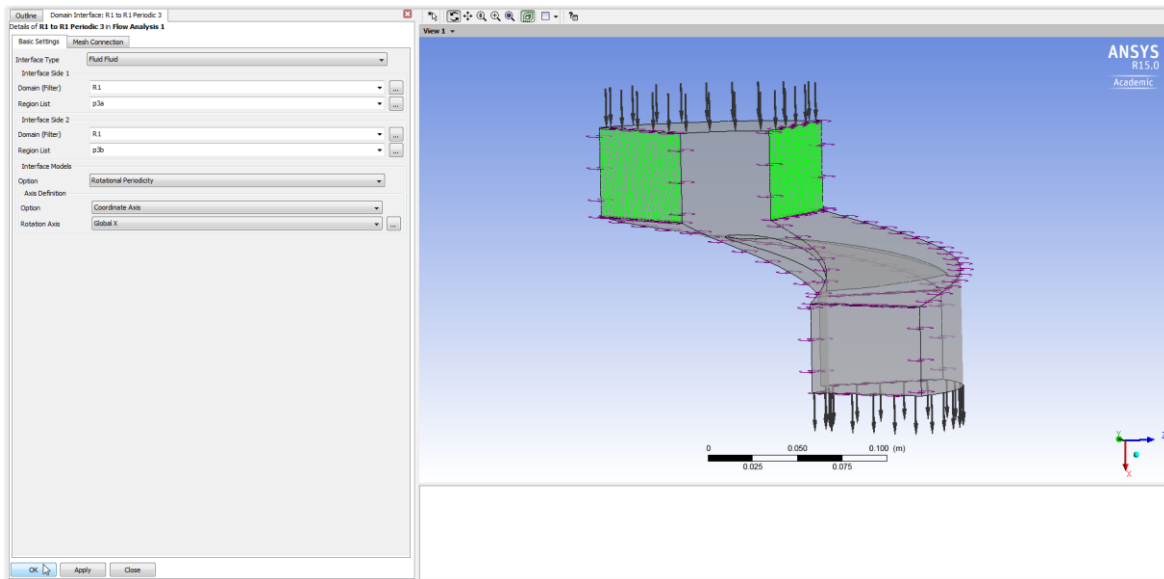 Outline Domain Interface: R1 to R1 Periodic 3
Details of R1 to R1 Periodic 3 in Flow Analysis 1
Basic Settings Mesh Connection
Interface Type Fluid Fluid
Interface Side 1
Domain (Filter) R1 ...
Region List p3a ...
Interface Side 2
Domain (Filter) R1 ...
Region List p3b ...
Interface Models
Option Rotational Periodicity
Axis Definition
Option Coordinate Axis
Rotation Axis Global X ...
OK Apply Close
View 1
ANSYS
R15.0
Academic
0 0.050 0.100 (m)
0.025 0.075
Y Z
X